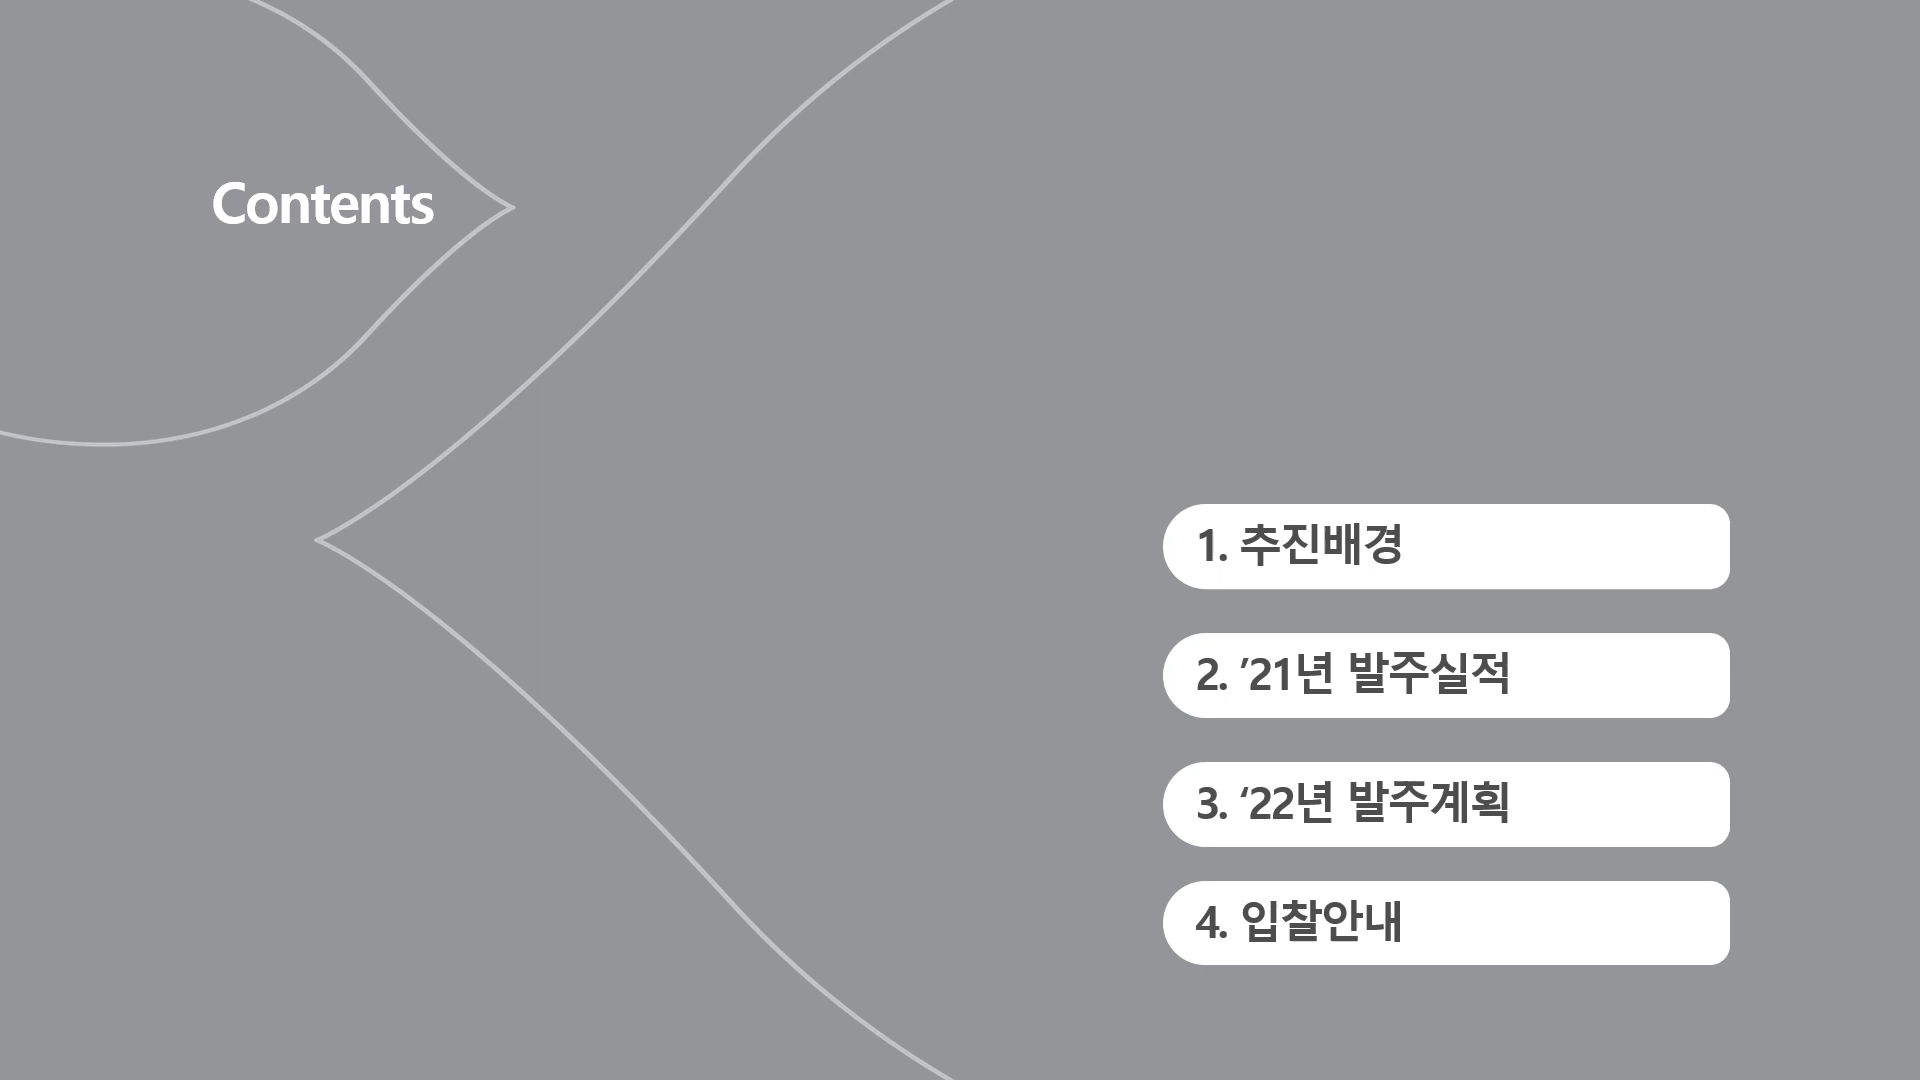 Contents
1. 추진배경
2. ’21년 발주실적
3. ‘22년 발주계획
4. 입찰안내